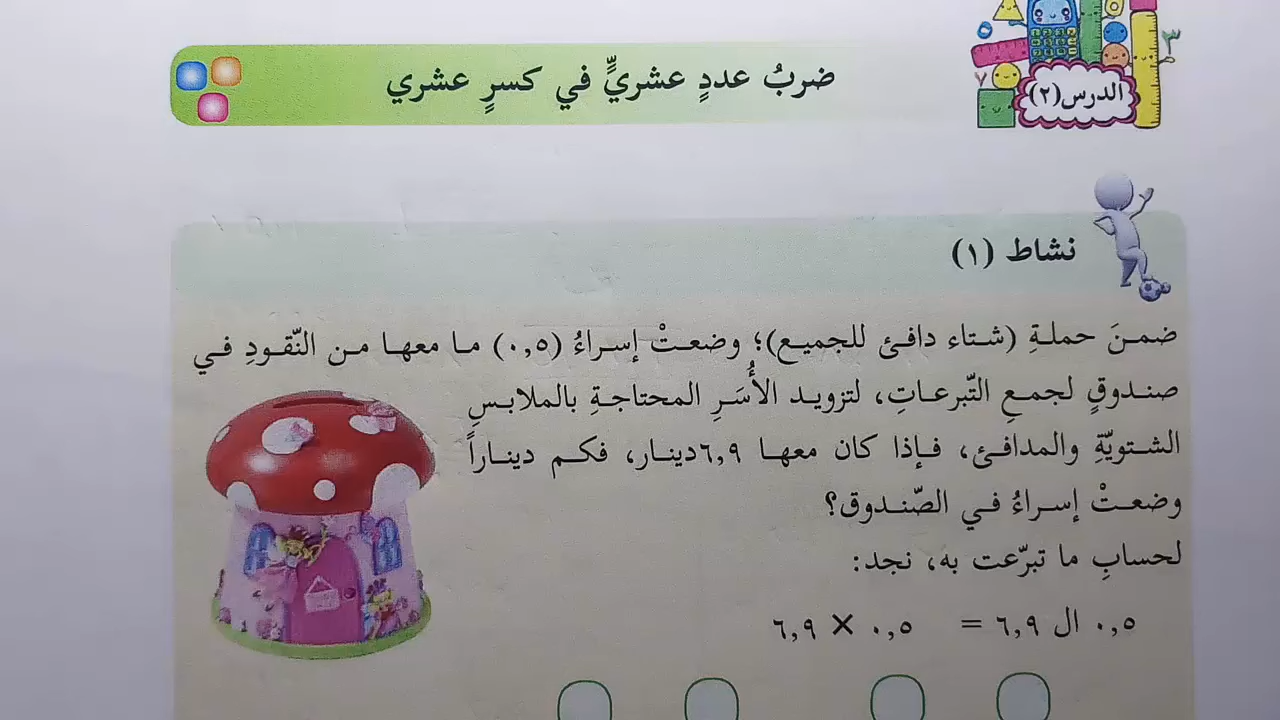 الدرس(٢)
ضربُ عددٍ عشريٍّ في كسرٍ عشري
نشاط (١)
ضمنَ حملةِ (شتاء دافئ للجميع)؛ وضعتْ إسراءُ (٠,٥) ما معها من النّقودِ في
صندوقٍ لجمعِ التّبرعاتِ، لتزويد الأُسَرِ المحتاجةِ بالملابسِ
الشتويّةِ والمدافئ، فإذا كان معها ٦,٩دينار، فكم ديناراً
وضعتْ إسراءُ في الصّندوق؟
لحسابِ ما تبرّعت به، نجد:
٠,٥ ال ٦,٩ = ٠,٥ × ٦,٩